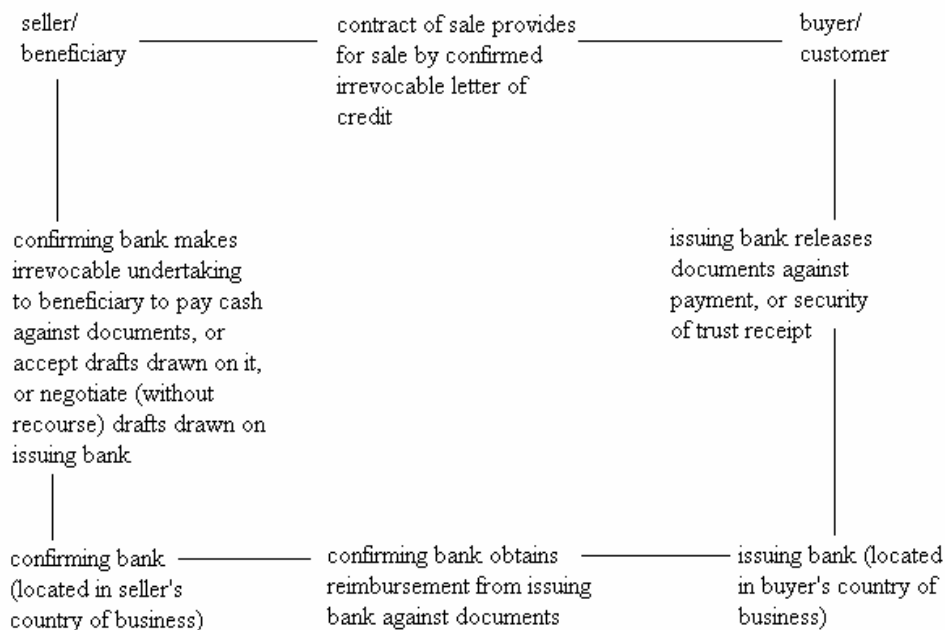 seller/
beneficiary
contract of sale provides
for sale by confirmed
irrevocable letter of
credit
buyer/
customer
confirming bank makes
irrevocable undertaking
to beneficiary to pay cash
against documents, or
accept drafts drawn on it,
or negotiate (without
recourse) drafts drawn on
issuing bank
issuing bank releases
documents against
payment, or security
of trust receipt
confirming bank
(located in seller's
country of business)
confirming bank obtains
reimbursement from issuing
bank against documents
issuing bank (located
in buyer's country of
business)